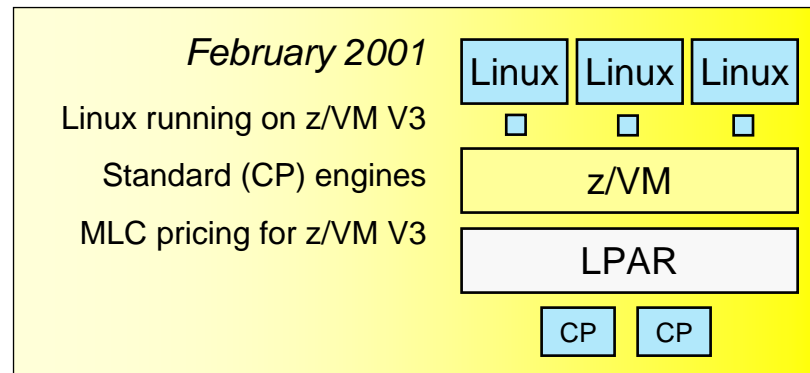 February 2001
Linux running on z/VM V3
Standard (CP) engines
MLC pricing for z/VM V3
Linux Linux Linux
z/VM
LPAR
CP CP